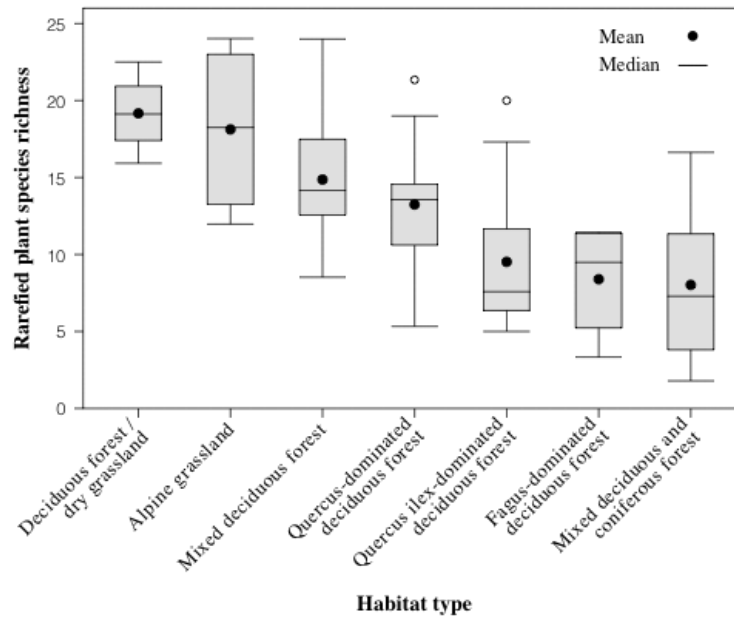 25
20
15
10
5
0
Rarefied plant species richness
Mean
Median
Deciduous forest /
dry grassland
Alpine grassland
Mixed deciduous forest
Quercus-dominated
deciduous forest
Quercus ilex-dominated
deciduous forest
Fagus-dominated
deciduous forest
Mixed deciduous and
coniferous forest
Habitat type